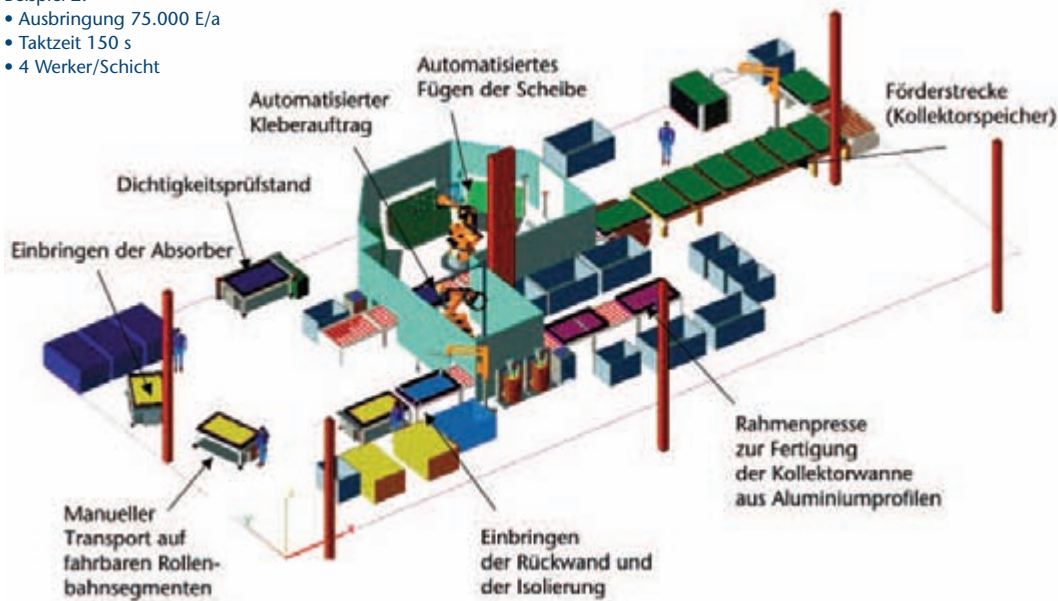 Beispiel 2:
• Ausbringung 75.000 E/a
• Taktzeit 150 s
• 4 Werker/Schicht
Automatisiertes
Fügen der Scheibe
Automatisierter
Kleberauftrag
Förderstrecke
(Kollektorspeicher)
Dichtigkeitsprüfstand
Einbringen der Absorber
Rahmenpresse
zur Fertigung
der Kollektorwanne
aus Aluminiumprofilen
Manueller
Transport auf
fahrbaren Rollen-
bahnsegmenten
Einbringen
der Rückwand und
der Isolierung